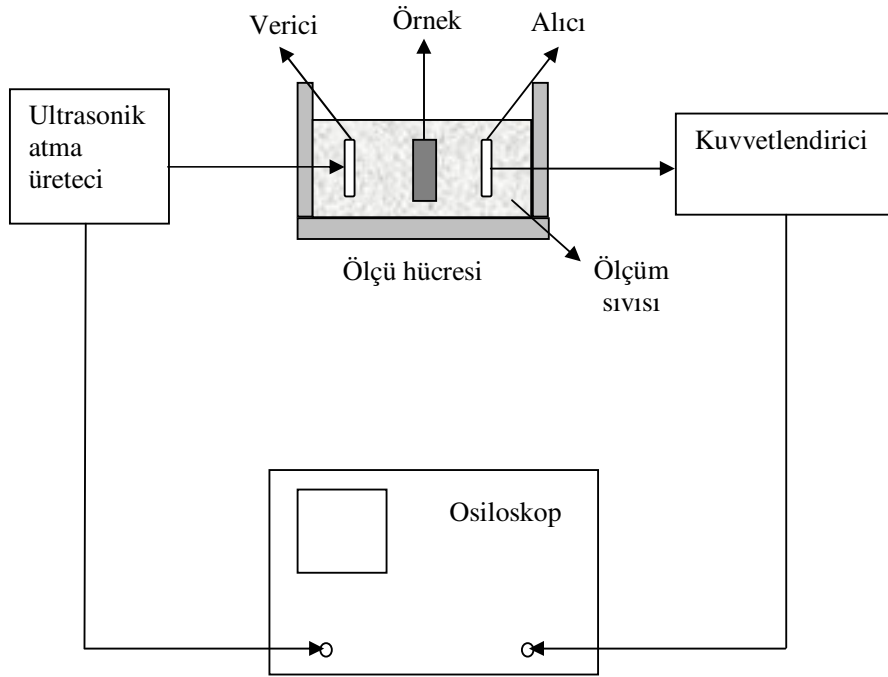 Verici
Örnek
Alıcı
Ultrasonik
atma
üreteci
Kuvvetlendirici
Ölçü hücresi
Ölçüm
sıvısı
Osiloskop